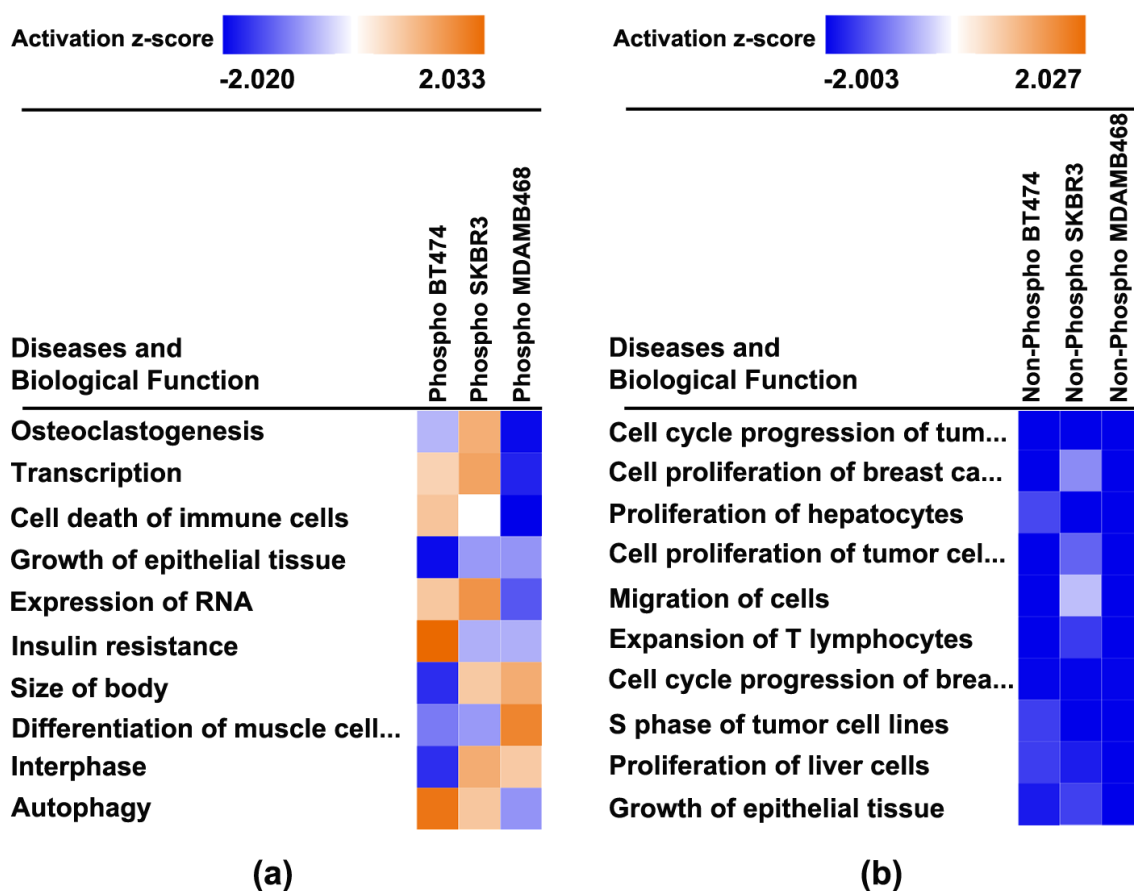 Activation z-score
-2.020 2.033
Phospho BT474
Phospho SKBR3
Phospho MDAMB468
Diseases and
Biological Function
Osteoclastogenesis
Transcription
Cell death of immune cells
Growth of epithelial tissue
Expression of RNA
Insulin resistance
Size of body
Differentiation of muscle cell...
Interphase
Autophagy
(a)
Activation z-score
-2.003 2.027
Non-Phospho BT474
Non-Phospho SKBR3
Non-Phospho MDAMB468
Diseases and
Biological Function
Cell cycle progression of tum...
Cell proliferation of breast ca...
Proliferation of hepatocytes
Cell proliferation of tumor cel...
Migration of cells
Expansion of T lymphocytes
Cell cycle progression of brea...
S phase of tumor cell lines
Proliferation of liver cells
Growth of epithelial tissue
(b)